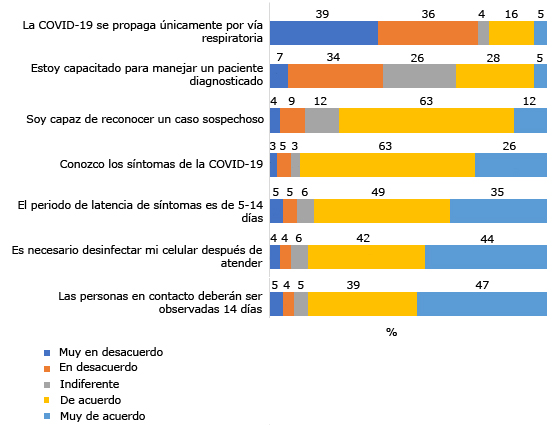 39 36 4 16 5
La COVID-19 se propaga únicamente por vía
respiratoria
7 34 26 28 5
Estoy capacitado para manejar un paciente
diagnosticado
4 9 12 63 12
Soy capaz de reconocer un caso sospechoso
3 5 3 63 26
Conozco los síntomas de la COVID-19
5 5 6 49 35
El periodo de latencia de síntomas es de 5-14
días
4 4 6 42 44
Es necesario desinfectar mi celular después de
atender
5 4 5 39 47
Las personas en contacto deberán ser
observadas 14 días
%
Muy en desacuerdo
En desacuerdo
Indiferente
De acuerdo
Muy de acuerdo